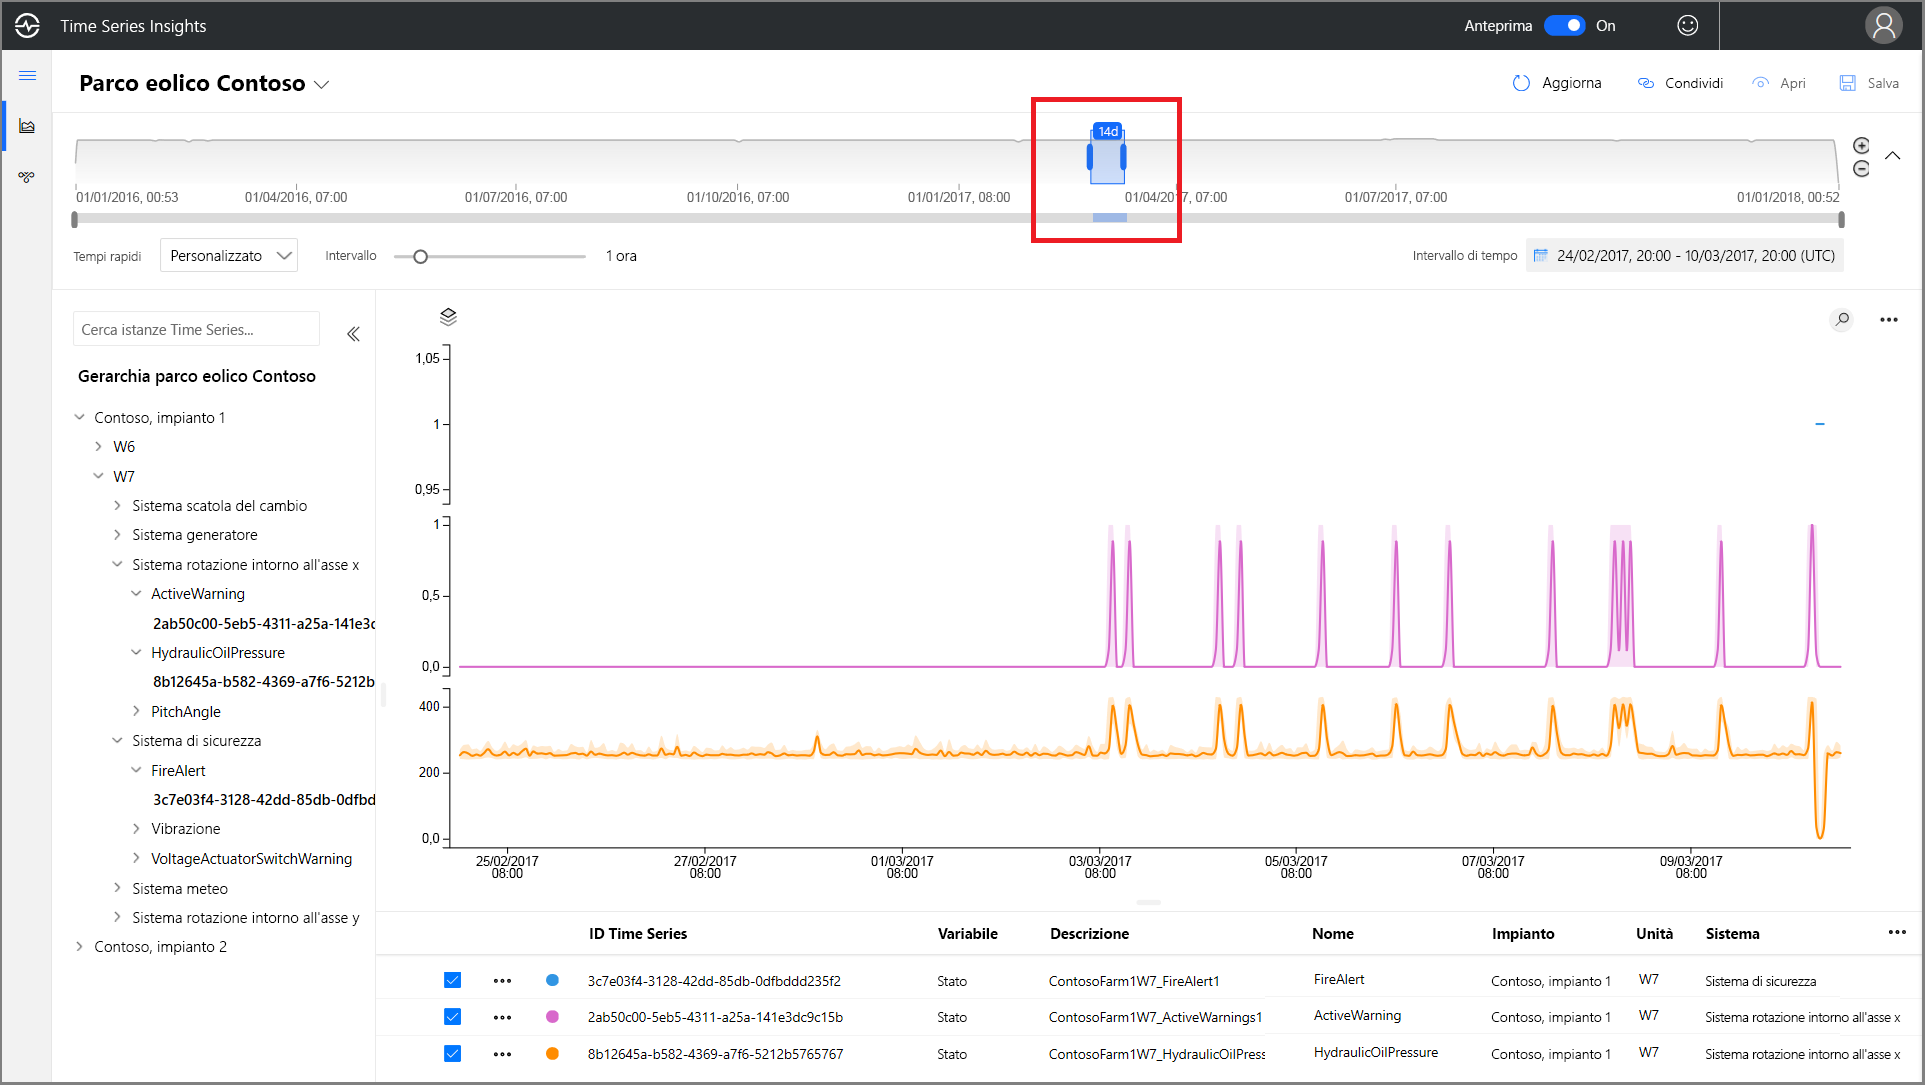 Time Series Insights
Anteprima On
Parco eolico Contoso
Aggiorna Condividi Apri Salva
14d
01/01/2016, 00:53 01/04/2016, 07:00 01/07/2016, 07:00 01/10/2016, 07:00 01/01/2017, 08:00 01/04/2017, 07:00 01/07/2017, 07:00 01/01/2018, 00:52
Tempi rapidi Personalizzato Intervallo 1 ora Intervallo di tempo 24/02/2017, 20:00 - 10/03/2017, 20:00 (UTC)
Cerca istanze Time Series...
Gerarchia parco eolico Contoso
Contoso, impianto 1
W6
W7
Sistema scatola del cambio
Sistema generatore
Sistema rotazione intorno all'asse x
ActiveWarning
2ab50c00-5eb5-4311-a25a-141e3c
HydraulicOilPressure
8b12645a-b582-4369-a7f6-5212b
PitchAngle
Sistema di sicurezza
FireAlert
3c7e03f4-3128-42dd-85db-0dfbd
Vibrazione
VoltageActuatorSwitchWarning
Sistema meteo
Sistema rotazione intorno all'asse y
Contoso, impianto 2
1,05
1
0,95
1
0,5
0,0
400
200
0,0
25/02/2017 27/02/2017 01/03/2017 03/03/2017 05/03/2017 07/03/2017 09/03/2017
08:00 08:00 08:00 08:00 08:00 08:00 08:00
ID Time Series Variabile Descrizione Nome Impianto Unità Sistema
3c7e03f4-3128-42dd-85db-0dfbddd235f2 Stato ContosoFarm1W7_FireAlert1 FireAlert Contoso, impianto 1 W7 Sistema di sicurezza
2ab50c00-5eb5-4311-a25a-141e3dc9c15b Stato ContosoFarm1W7_ActiveWarnings1 ActiveWarning Contoso, impianto 1 W7 Sistema rotazione intorno all'asse x
8b12645a-b582-4369-a7f6-5212b5765767 Stato ContosoFarm1W7_HydraulicOilPress HydraulicOilPressure Contoso, impianto 1 W7 Sistema rotazione intorno all'asse x